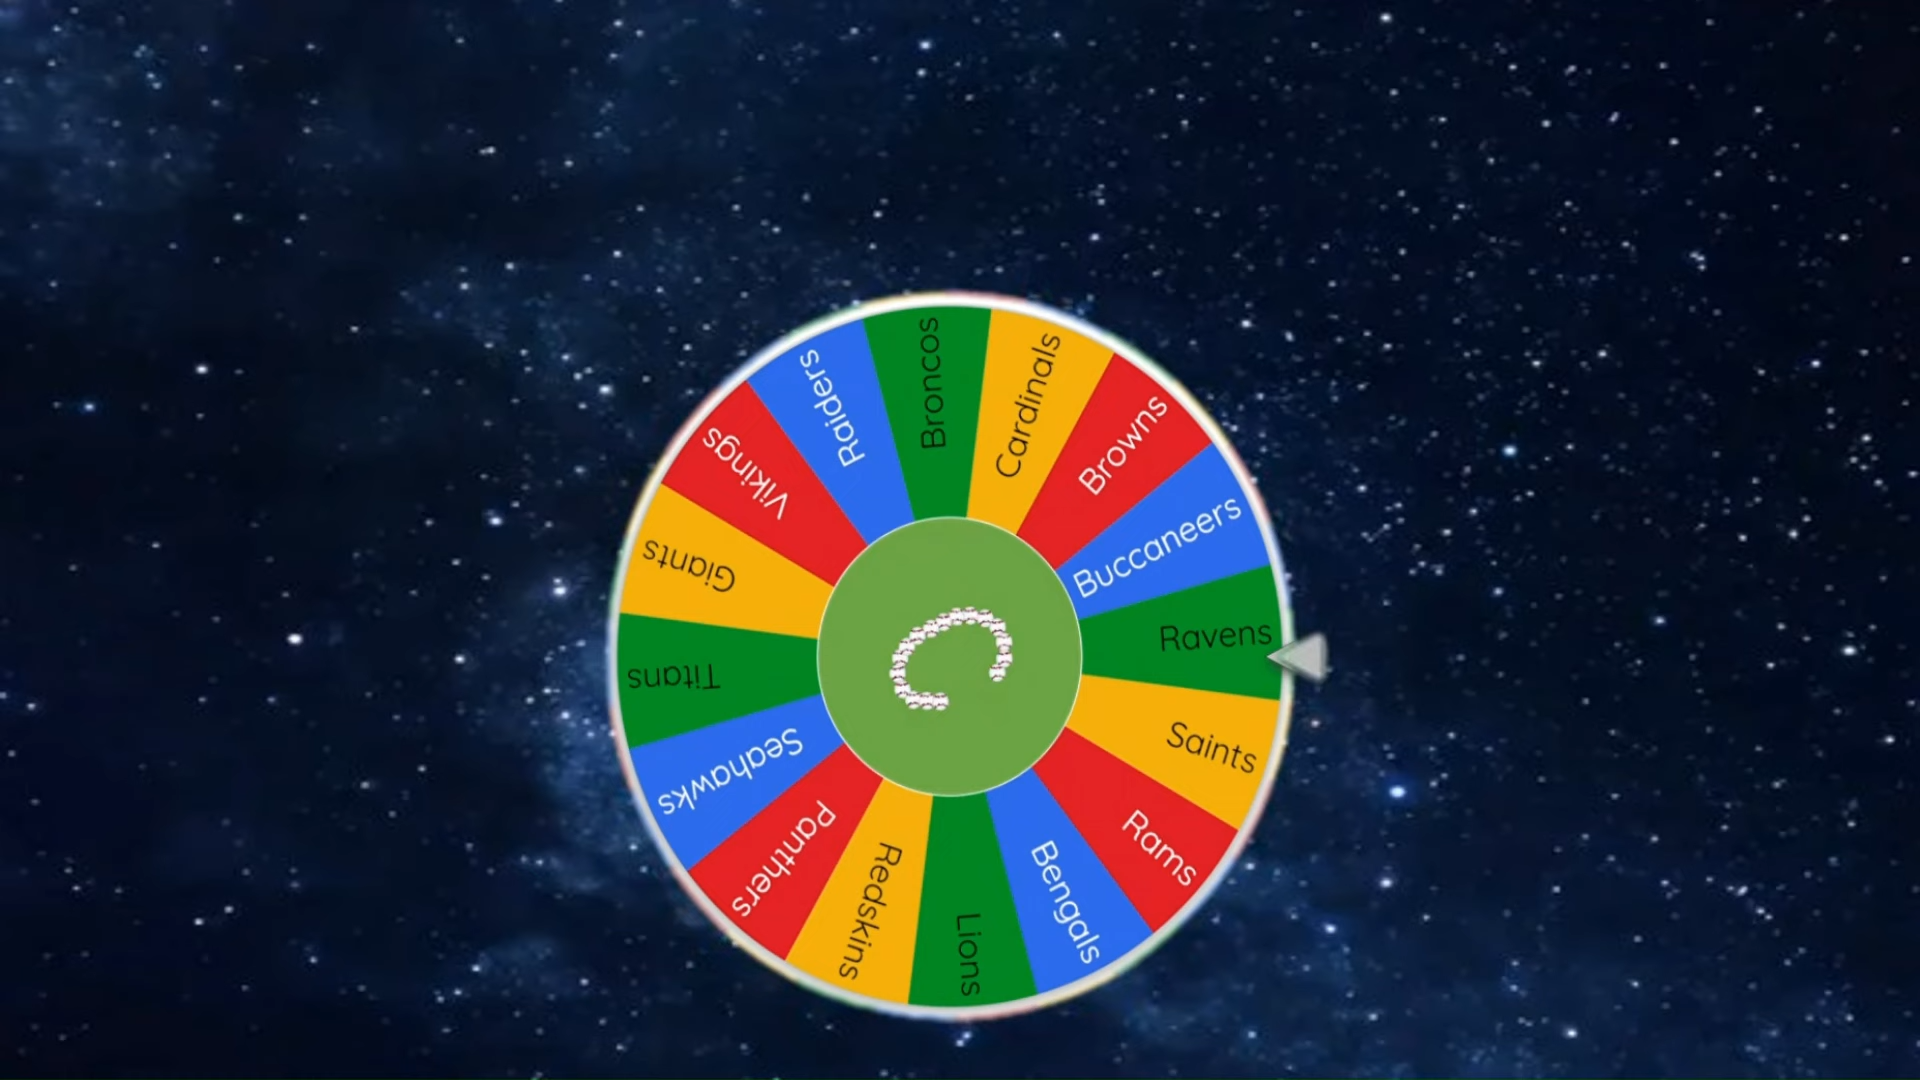 Broncos
Cardinals
Browns
Buccaneers
Ravens
Saints
Rams
Bengals
Lions
Redskins
Panthers
Seahawks
Titans
Giants
Vikings
Raiders